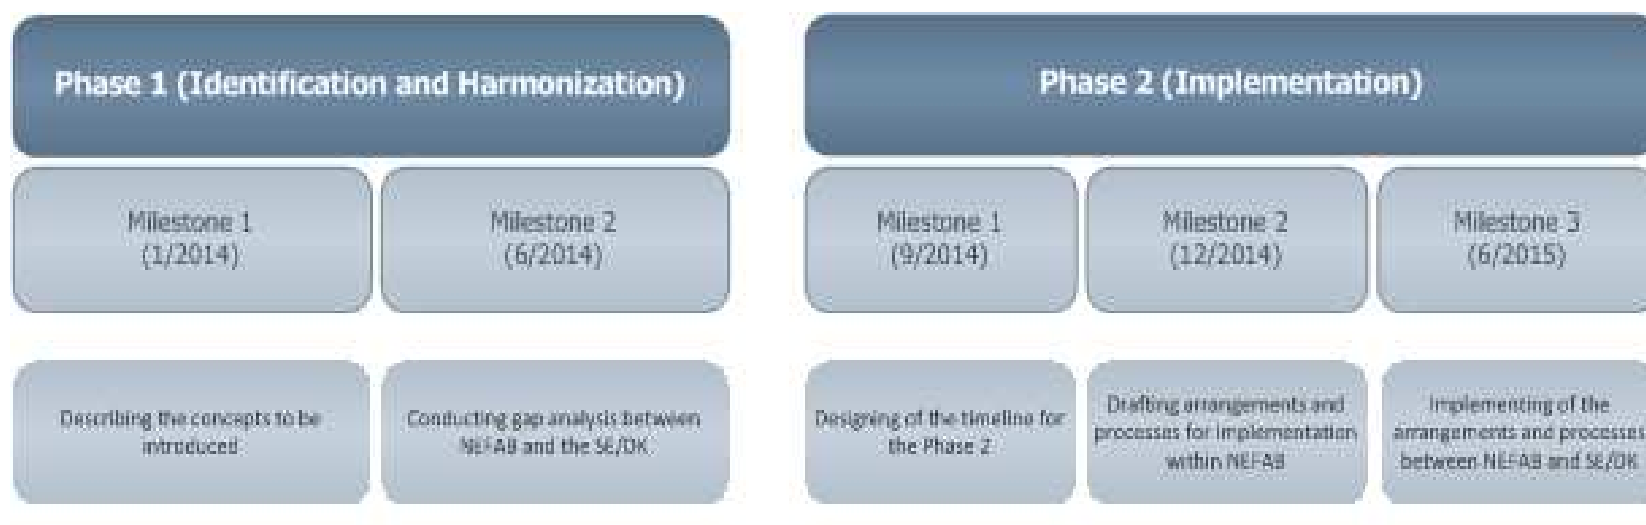 Phase 1 (Identification and Harmonization)
Phase 2 (Implementation)
Milestone 1
(1/2014)
Milestone 2
(6/2014)
Milestone 1
(9/2014)
Milestone 2
(12/2014)
Milestone 3
(6/2015)
Describing the concepts to be
introduced
Conducting gap analysis between
NEFAB and the SE/DK
Designing of the timeline for
the Phase 2
Drafting arrangements and
processes for implementation
within NEFAB
Implementing of the
arrangements and processes
between NEFAB and SE/DK